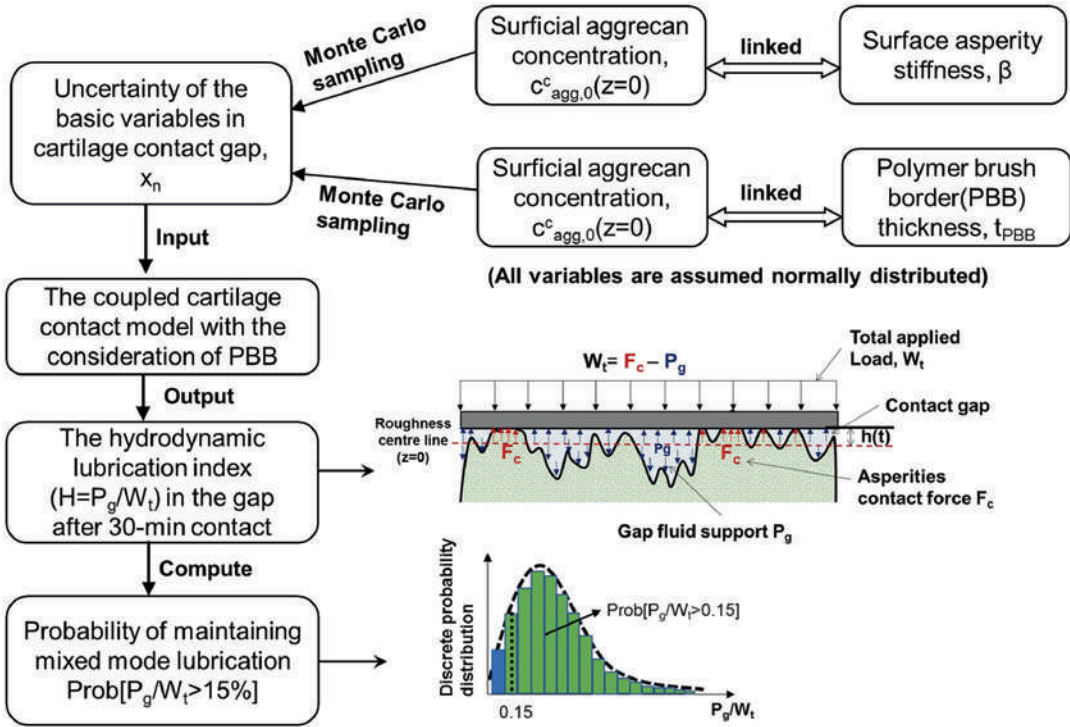 Monte Carlo
sampling
Surficial aggrecan
concentration,
c^c_agg,0(z=0)
linked
Surface asperity
stiffness, β
Uncertainty of the
basic variables in
cartilage contact gap,
x_n
Monte Carlo
sampling
Surficial aggrecan
concentration,
c^c_agg,0(z=0)
linked
Polymer brush
border(PBB)
thickness, t_PBB
(All variables are assumed normally distributed)
Input
The coupled cartilage
contact model with the
consideration of PBB
Output
The hydrodynamic
lubrication index
(H=P_g/W_t) in the gap
after 30-min contact
Compute
Probability of maintaining
mixed mode lubrication
Prob[P_g/W_t>15%]
W_t= F_c – P_g
Total applied
Load, W_t
Contact gap
Roughness
centre line
(z=0)
h(t)
F_c
P_g
F_c
Asperities
contact force F_c
Gap fluid support P_g
Discrete probability
distribution
Prob[P_g/W_t>0.15]
0.15
P_g/W_t